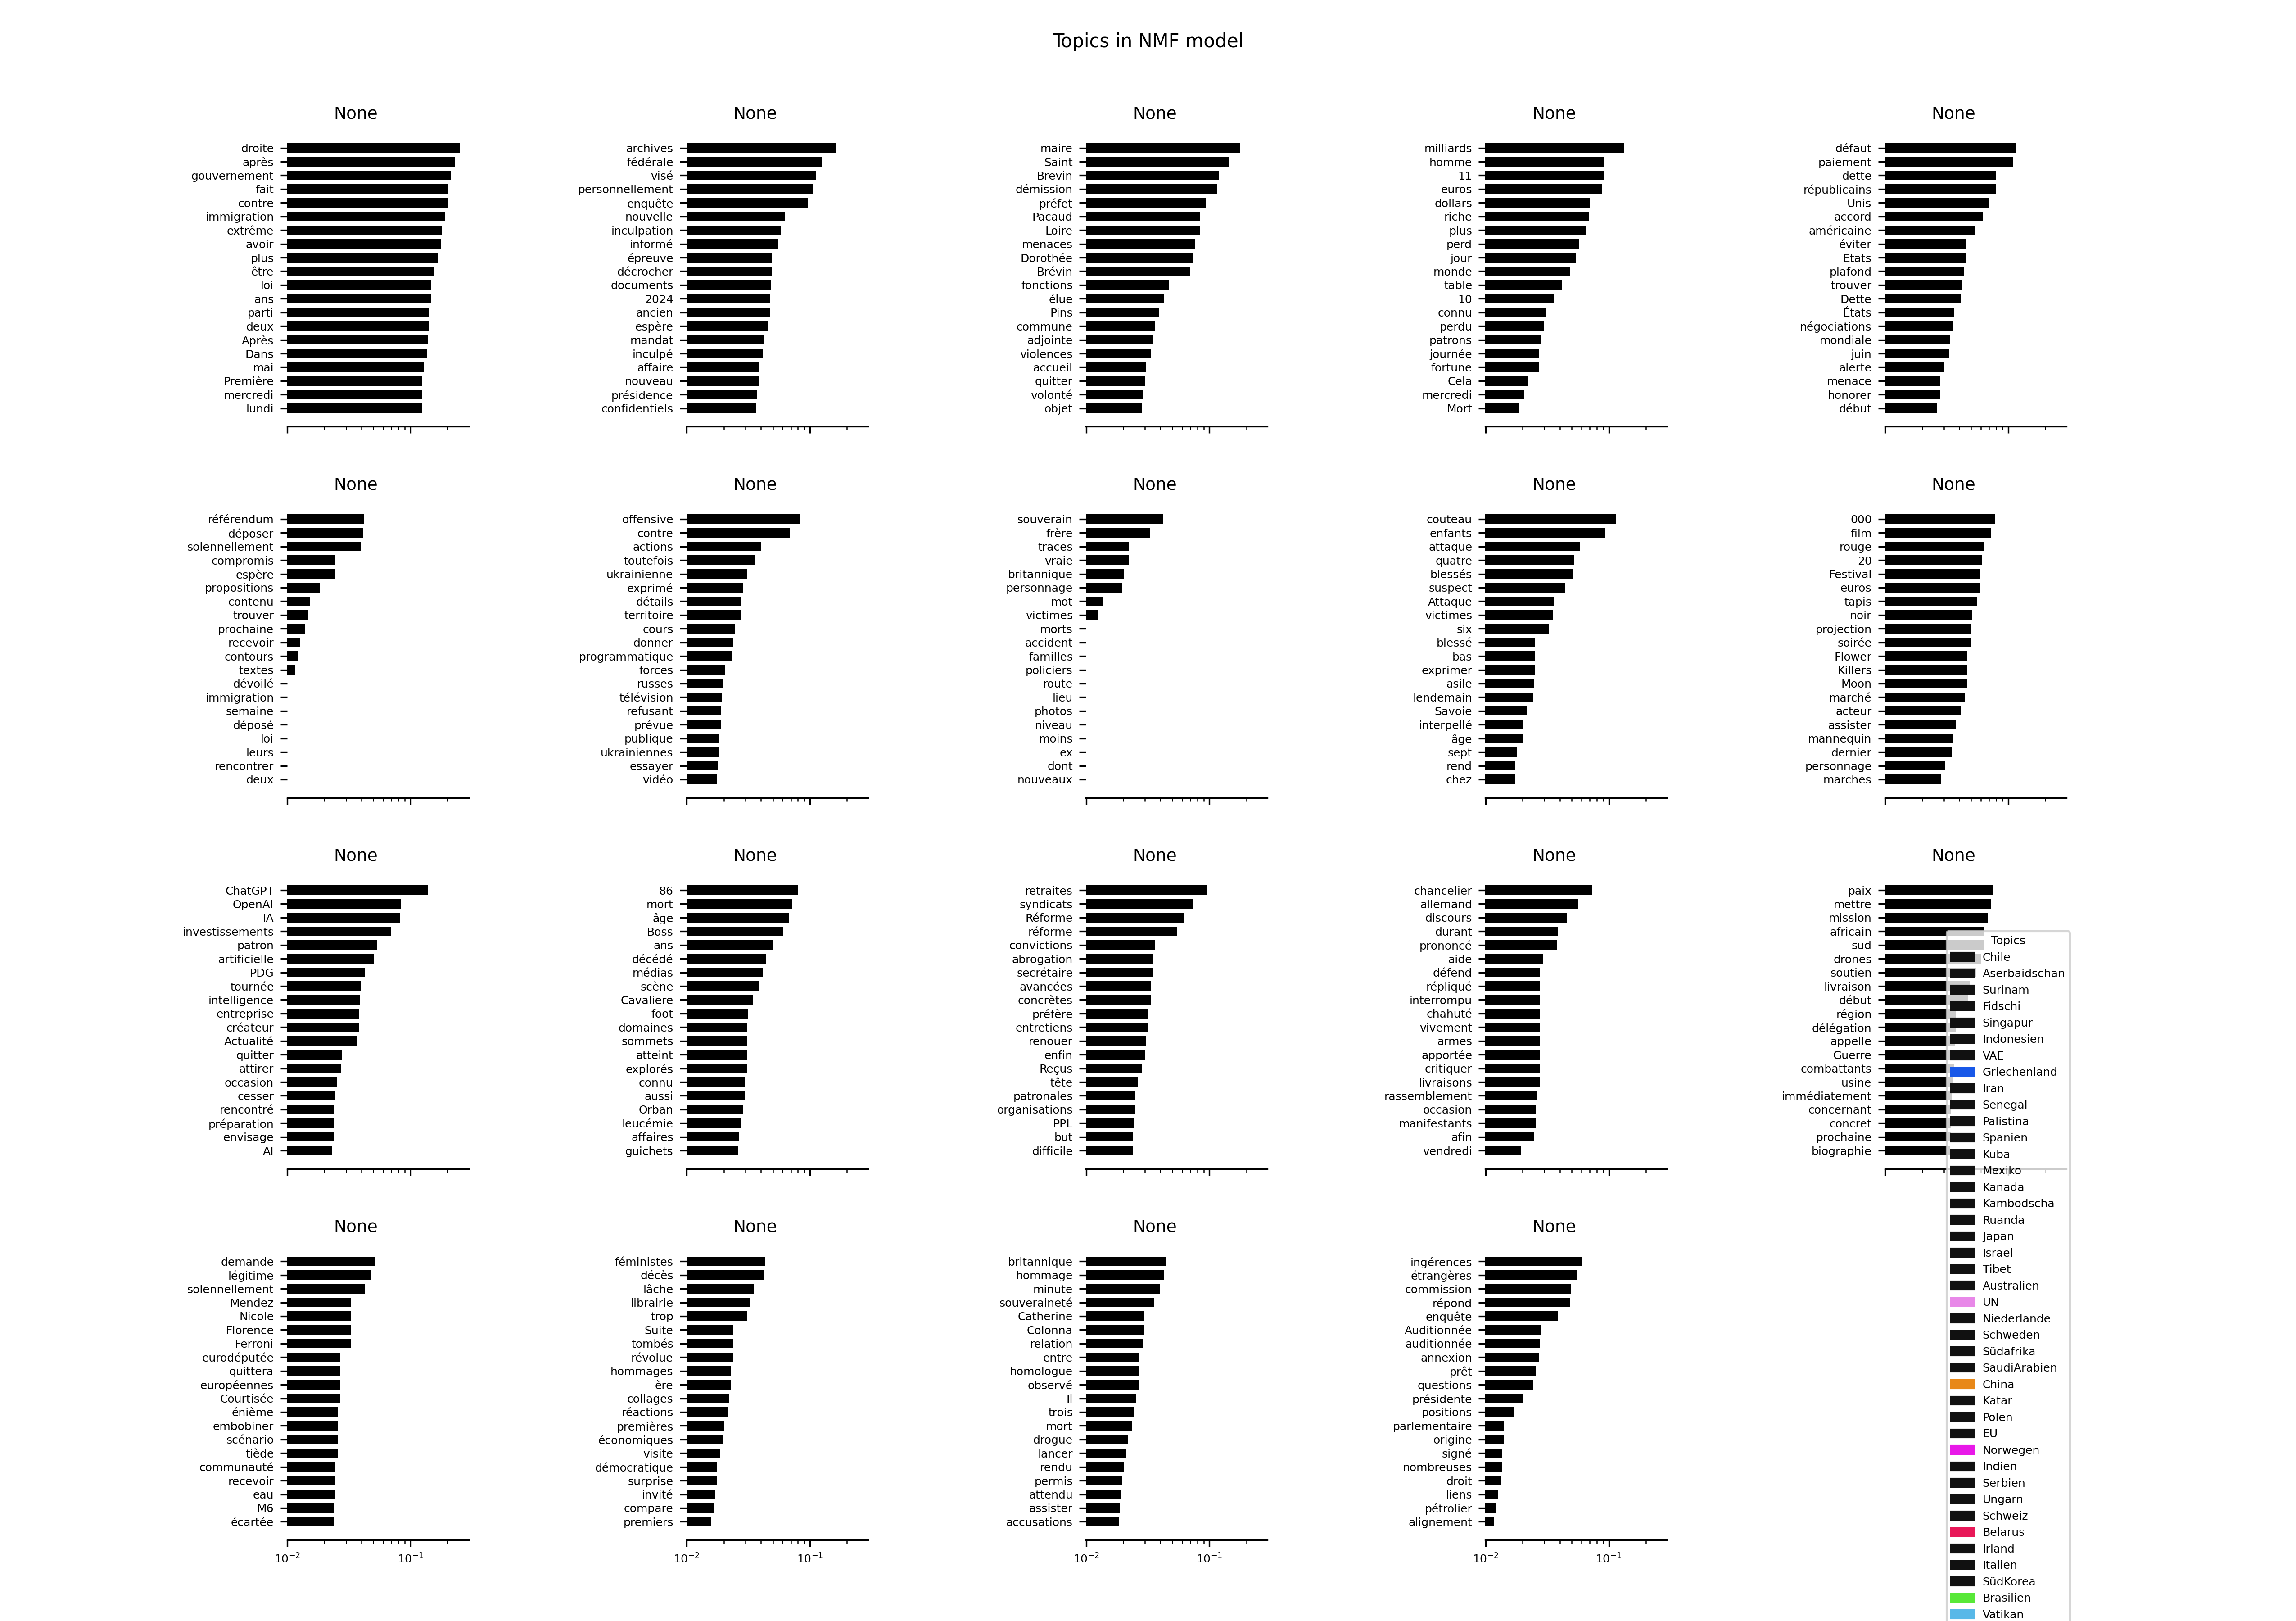 Topics in NMF model
None
droite
après
gouvernement
fait
contre
immigration
extrême
avoir
plus
être
loi
ans
parti
deux
Après
Dans
mai
Première
mercredi
lundi
None
archives
fédérale
visé
personnellement
enquête
nouvelle
inculpation
informé
épreuve
décrocher
documents
2024
ancien
espère
mandat
inculpé
affaire
nouveau
présidence
confidentiels
None
maire
Saint
Brevin
démission
préfet
Pacaud
Loire
menaces
Dorothée
Brévin
fonctions
élue
Pins
commune
adjointe
violences
accueil
quitter
volonté
objet
None
milliards
homme
11
euros
dollars
riche
plus
perd
jour
monde
table
10
connu
perdu
patrons
journée
fortune
Cela
mercredi
Mort
None
défaut
paiement
dette
républicains
Unis
accord
américaine
éviter
Etats
plafond
trouver
Dette
États
négociations
mondiale
juin
alerte
menace
honorer
début
None
référendum
déposer
solennellement
compromis
espère
propositions
contenu
trouver
prochaine
recevoir
contours
textes
dévoilé
immigration
semaine
déposé
loi
leurs
rencontrer
deux
None
offensive
contre
actions
toutefois
ukrainienne
exprimé
détails
territoire
cours
donner
programmatique
forces
russes
télévision
refusant
prévue
publique
ukrainiennes
essayer
vidéo
None
souverain
frère
traces
vraie
britannique
personnage
mot
victimes
morts
accident
familles
policiers
route
lieu
photos
niveau
moins
ex
dont
nouveaux
None
couteau
enfants
attaque
quatre
blessés
suspect
Attaque
victimes
six
blessé
bas
exprimer
asile
lendemain
Savoie
interpellé
âge
sept
rend
chez
None
000
film
rouge
20
Festival
euros
tapis
noir
projection
soirée
Flower
Killers
Moon
marché
acteur
assister
mannequin
dernier
personnage
marches
None
ChatGPT
OpenAI
IA
investissements
patron
artificielle
PDG
tournée
intelligence
entreprise
créateur
Actualité
quitter
attirer
occasion
cesser
rencontré
préparation
envisage
AI
None
86
mort
âge
Boss
ans
décédé
médias
scène
Cavaliere
foot
domaines
sommets
atteint
explorés
connu
aussi
Orban
leucémie
affaires
guichets
None
retraites
syndicats
Réforme
réforme
convictions
abrogation
secrétaire
avancées
concrètes
préfère
entretiens
renouer
enfin
Reçus
tête
patronales
organisations
PPL
but
difficile
None
chancelier
allemand
discours
durant
prononcé
aide
défend
répliqué
interrompu
chahuté
vivement
armes
apportée
critiquer
livraisons
rassemblement
occasion
manifestants
afin
vendredi
None
paix
mettre
mission
africain
sud
drones
soutien
livraison
début
région
délégation
appelle
Guerre
combattants
usine
immédiatement
concernant
concret
prochaine
biographie
None
demande
légitime
solennellement
Mendez
Nicole
Florence
Ferroni
eurodéputée
quittera
européennes
Courtisée
énième
embobiner
scénario
tiède
communauté
recevoir
eau
M6
écartée
10⁻²
10⁻¹
None
féministes
décès
lâche
librairie
trop
Suite
tombés
révolue
hommages
ère
collages
réactions
premières
économiques
visite
démocratique
surprise
invité
compare
premiers
10⁻²
10⁻¹
None
britannique
hommage
minute
souveraineté
Catherine
Colonna
relation
entre
homologue
observé
Il
trois
mort
drogue
lancer
rendu
permis
attendu
assister
accusations
10⁻²
10⁻¹
None
ingérences
étrangères
commission
répond
enquête
Auditionnée
auditionnée
annexion
prêt
questions
présidente
positions
parlementaire
origine
signé
nombreuses
droit
liens
pétrolier
alignement
10⁻²
10⁻¹
Topics
Chile
Aserbaidschan
Surinam
Fidschi
Singapur
Indonesien
VAE
Griechenland
Iran
Senegal
Palistina
Spanien
Kuba
Mexiko
Kanada
Kambodscha
Ruanda
Japan
Israel
Tibet
Australien
UN
Niederlande
Schweden
Südafrika
SaudiArabien
China
Katar
Polen
EU
Norwegen
Indien
Serbien
Ungarn
Schweiz
Belarus
Irland
Italien
SüdKorea
Brasilien
Vatikan